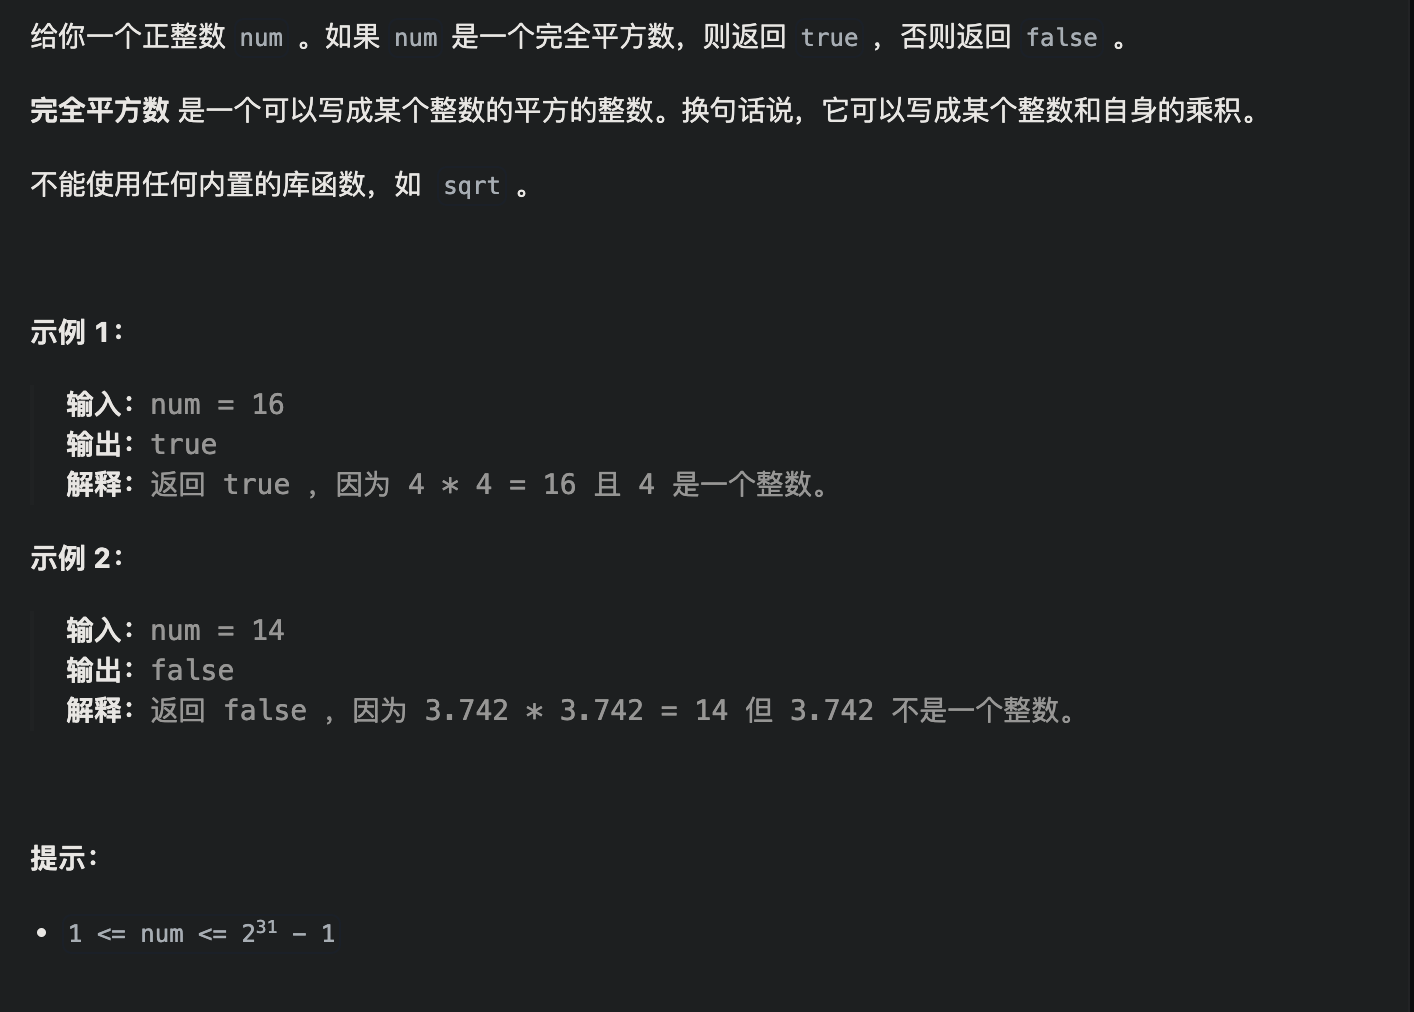 给你一个正整数 num 。如果 num 是一个完全平方数，则返回 true ，否则返回 false 。
完全平方数 是一个可以写成某个整数的平方的整数。换句话说，它可以写成某个整数和自身的乘积。
不能使用任何内置的库函数，如 sqrt 。
示例 1：
输入：num = 16
输出：true
解释：返回 true ，因为 4 * 4 = 16 且 4 是一个整数。
示例 2：
输入：num = 14
输出：false
解释：返回 false ，因为 3.742 * 3.742 = 14 但 3.742 不是一个整数。
提示：
• 1 <= num <= 2³¹ - 1